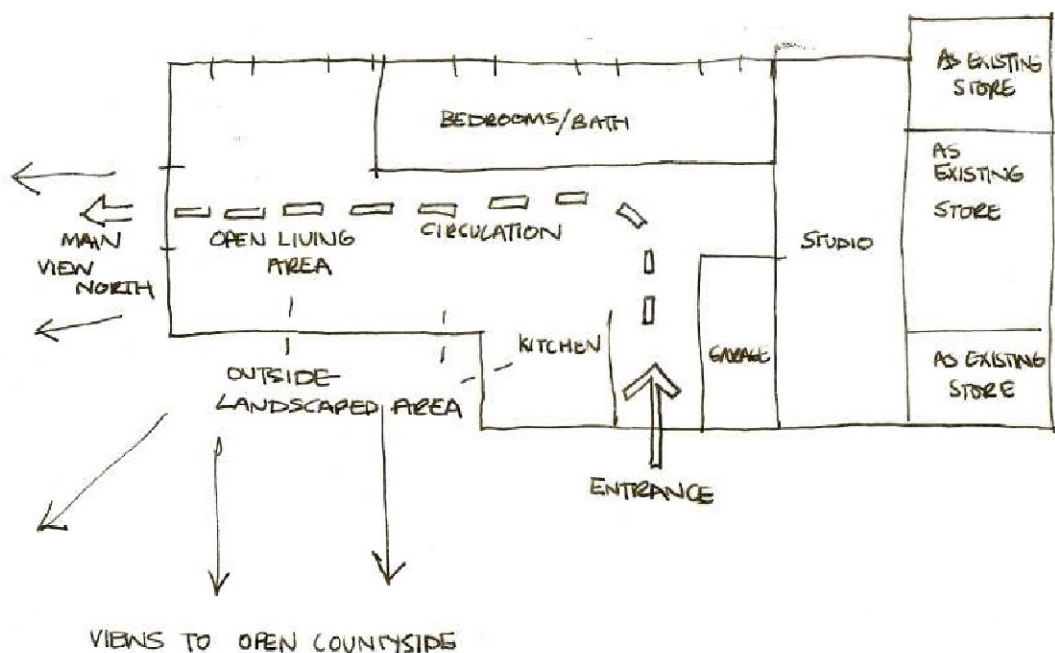 AS EXISTING
STORE
BEDROOMS/BATH
AS
EXISTING
STORE
MAIN
VIEW
NORTH
OPEN LIVING
AREA
CIRCULATION
STUDIO
KITCHEN
GARAGE
AS EXISTING
STORE
OUTSIDE
LANDSCAPED AREA
ENTRANCE
VIEWS TO OPEN COUNTYSIDE